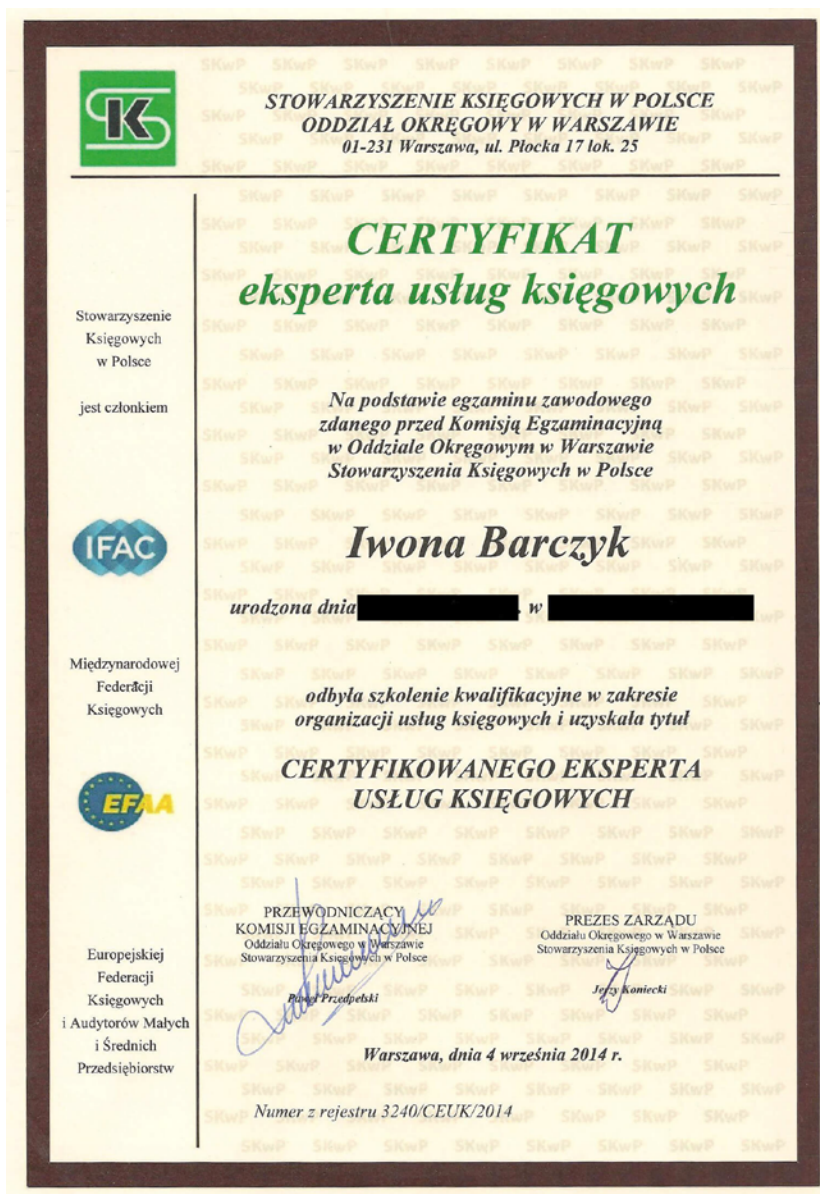 STOWARZYSZENIE KSIĘGOWYCH W POLSCE
ODDZIAŁ OKRĘGOWY W WARSZAWIE
01-231 Warszawa, ul. Płocka 17 lok. 25
CERTYFIKAT
eksperta usług księgowych
Na podstawie egzaminu zawodowego
zdanego przed Komisją Egzaminacyjną
w Oddziale Okręgowym w Warszawie
Stowarzyszenia Księgowych w Polsce
Iwona Barczyk
urodzona dnia , w
odbyła szkolenie kwalifikacyjne w zakresie
organizacji usług księgowych i uzyskała tytuł
CERTYFIKOWANEGO EKSPERTA
USŁUG KSIĘGOWYCH
PRZEWODNICZĄCY
KOMISJI EGZAMINACYJNEJ
Oddziału Okręgowego w Warszawie
Stowarzyszenia Księgowych w Polsce
Paweł Przedpełski
PREZES ZARZĄDU
Oddziału Okręgowego w Warszawie
Stowarzyszenia Księgowych w Polsce
Jerzy Koniecki
Warszawa, dnia 4 września 2014 r.
Numer z rejestru 3240/CEUK/2014
Stowarzyszenie
Księgowych
w Polsce
jest członkiem
IFAC
Międzynarodowej
Federacji
Księgowych
EFAA
Europejskiej
Federacji
Księgowych
i Audytorów Małych
i Średnich
Przedsiębiorstw
SK
SKwP